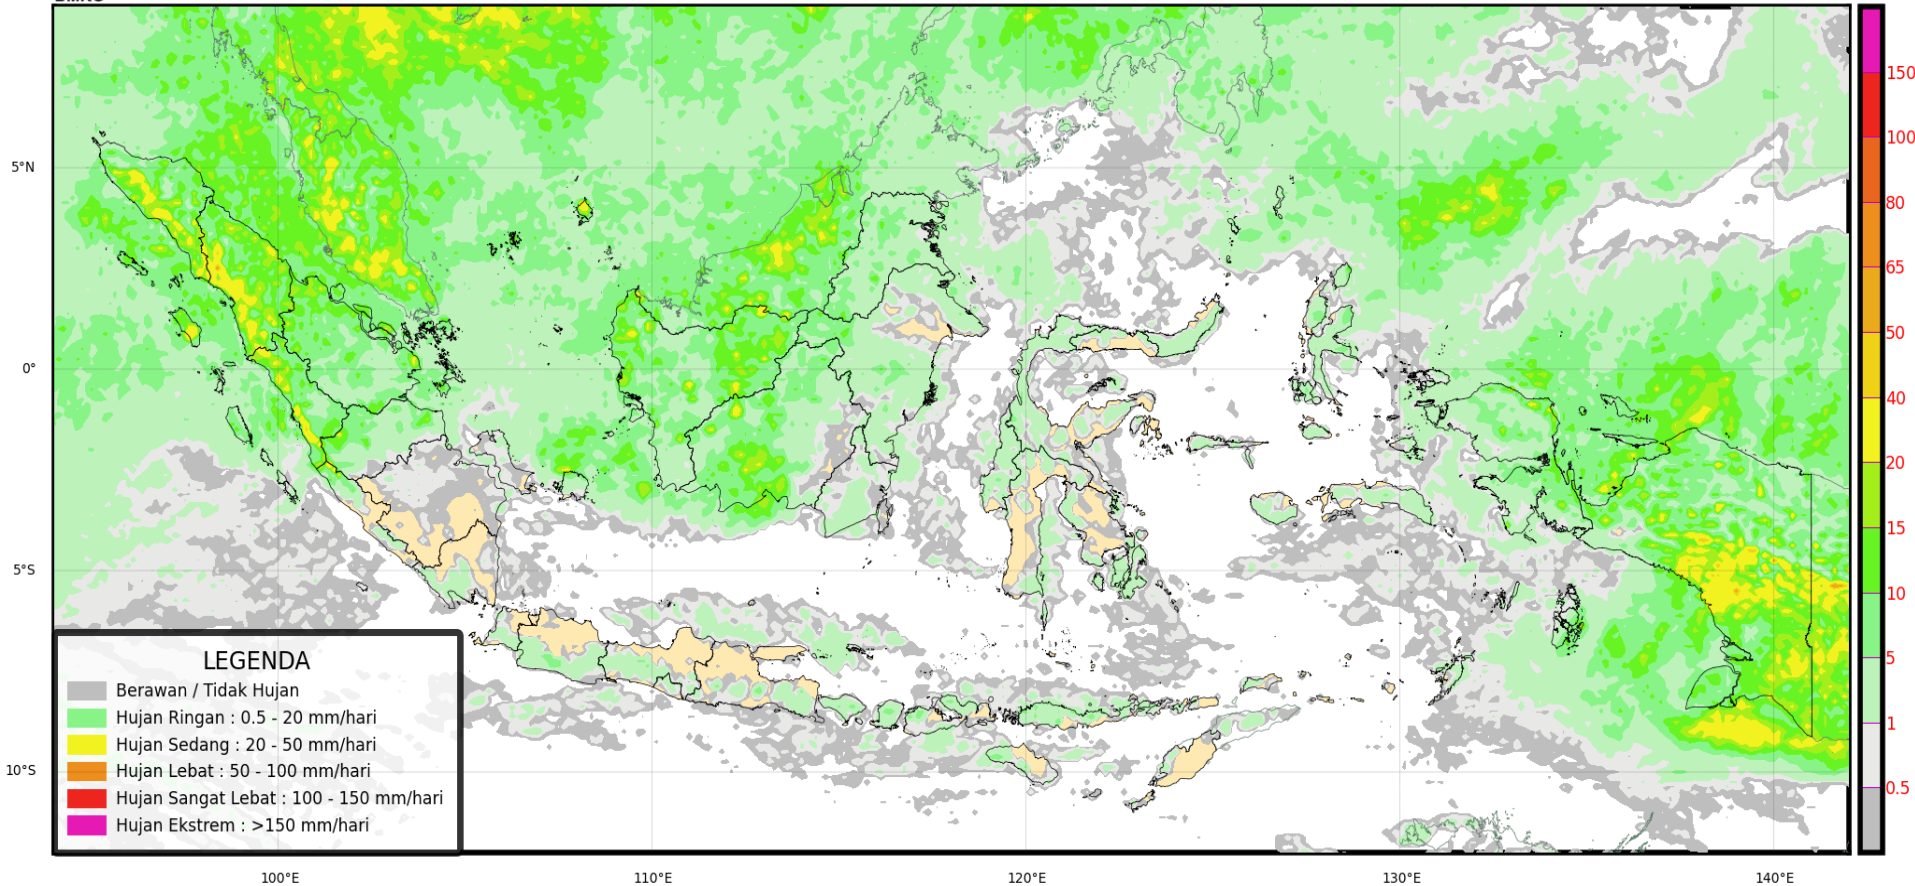 5°N
0°
5°S
10°S
LEGENDA
Berawan / Tidak Hujan
Hujan Ringan : 0.5 - 20 mm/hari
Hujan Sedang : 20 - 50 mm/hari
Hujan Lebat : 50 - 100 mm/hari
Hujan Sangat Lebat : 100 - 150 mm/hari
Hujan Ekstrem : >150 mm/hari
100°E
110°E
120°E
130°E
140°E
150
100
80
65
50
40
20
15
10
5
1
0.5